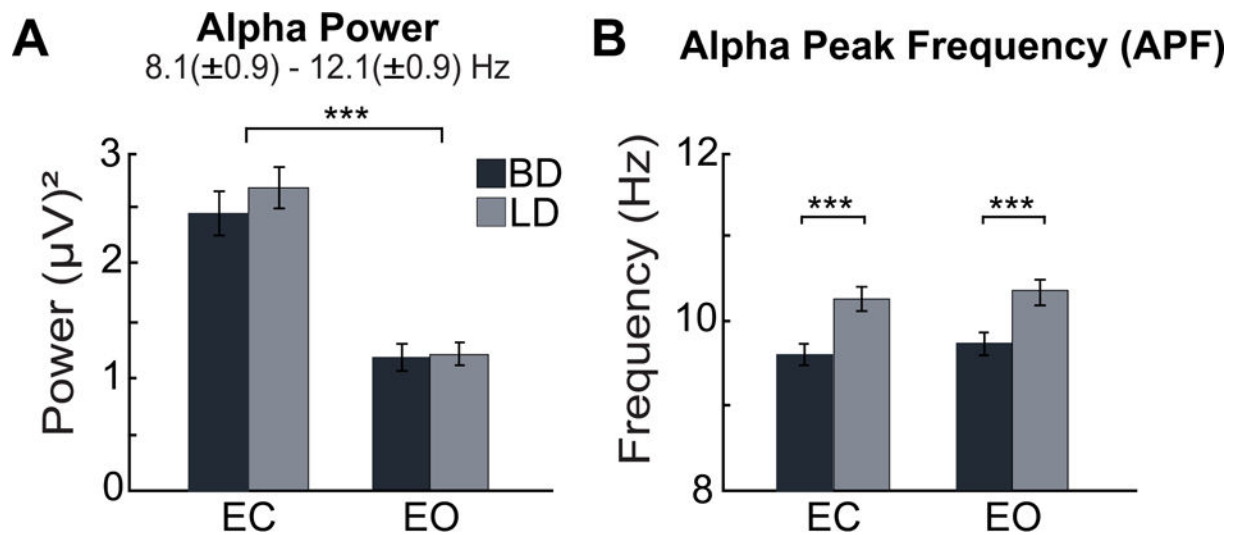 A
Alpha Power
8.1(±0.9) - 12.1(±0.9) Hz
***
3
2
1
0
Power (µV)²
BD
LD
EC
EO
B
Alpha Peak Frequency (APF)
12
10
8
Frequency (Hz)
***
***
EC
EO